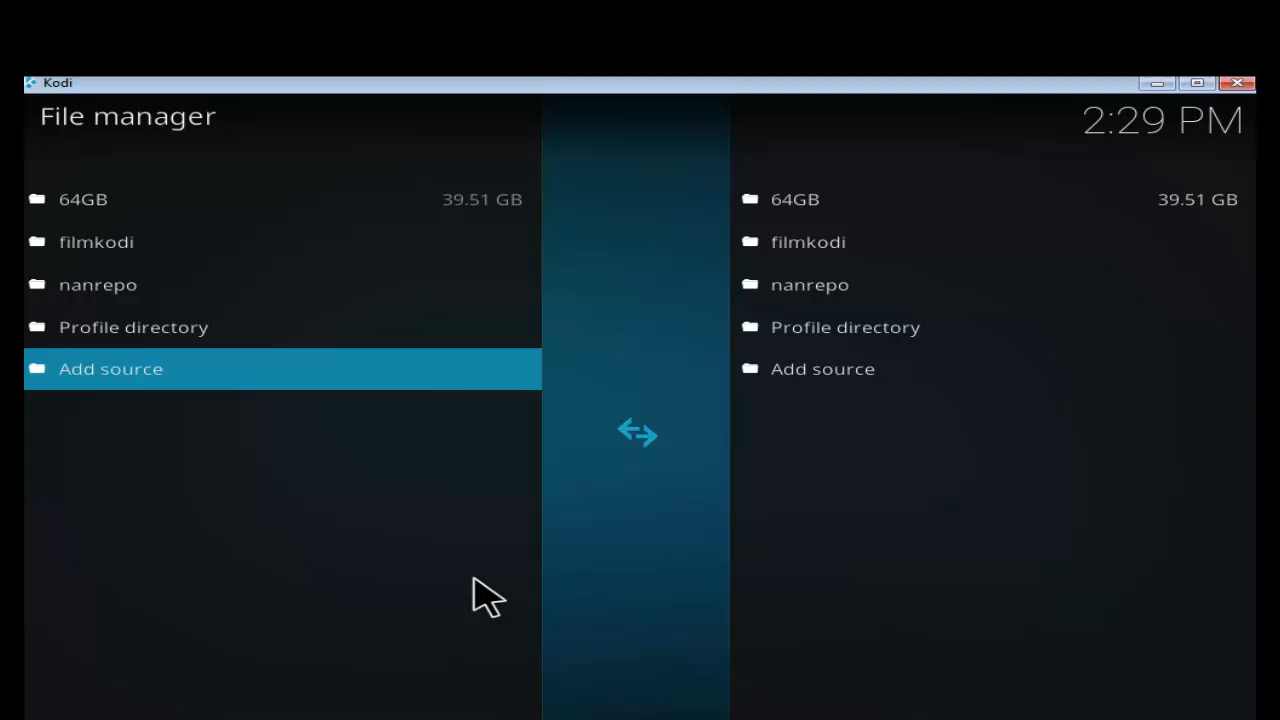 Kodi
File manager
2:29 PM
64GB 39.51 GB
filmkodi
nanrepo
Profile directory
Add source
64GB 39.51 GB
filmkodi
nanrepo
Profile directory
Add source